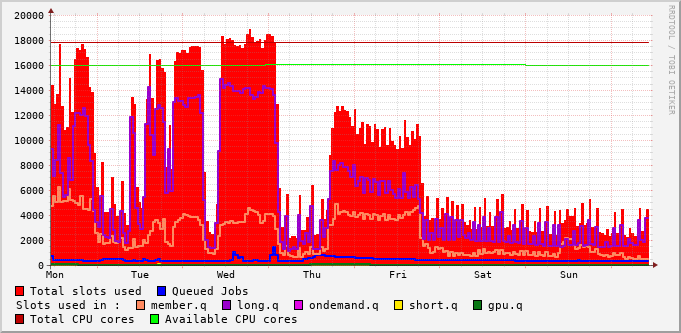 20000
18000
16000
14000
12000
10000
8000
6000
4000
2000
0
Mon Tue Wed Thu Fri Sat Sun
RRDTOOL / TOBI OETIKER
Total slots used Queued Jobs
Slots used in : member.q long.q ondemand.q short.q gpu.q
Total CPU cores Available CPU cores